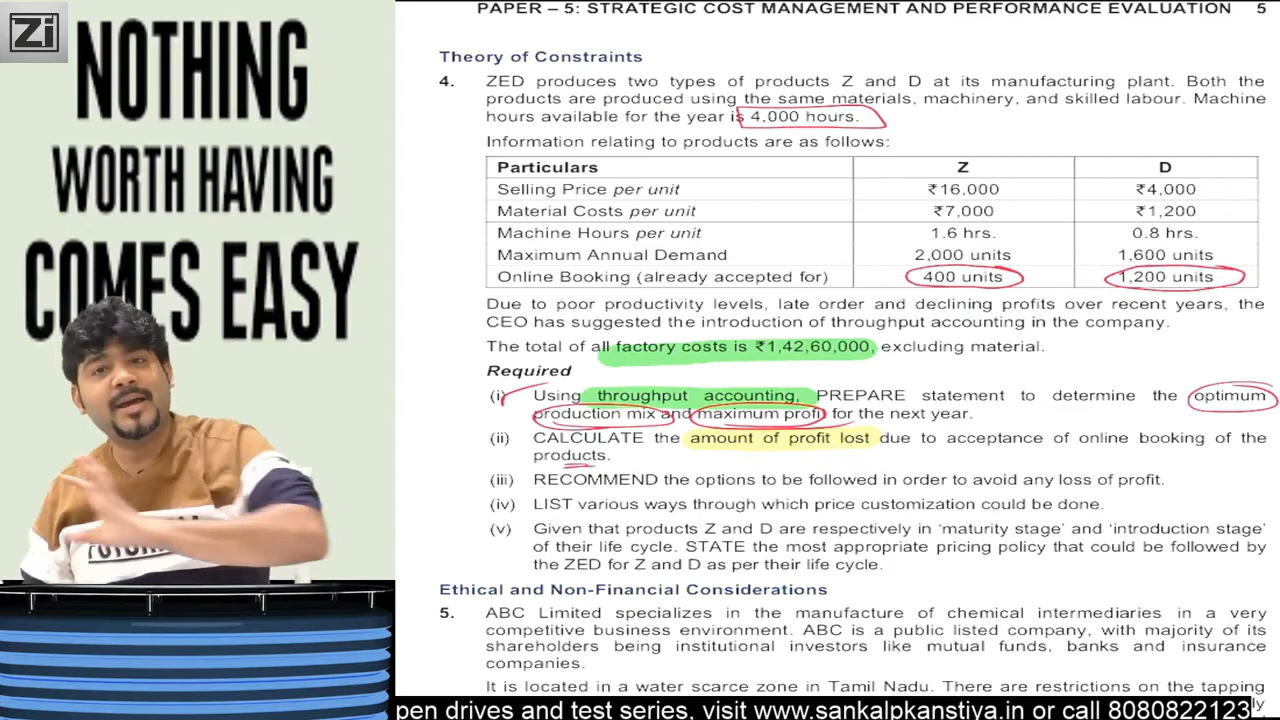 Zi
NOTHING
WORTH HAVING
COMES EASY
PAPER – 5: STRATEGIC COST MANAGEMENT AND PERFORMANCE EVALUATION 5
Theory of Constraints
4. ZED produces two types of products Z and D at its manufacturing plant. Both the
products are produced using the same materials, machinery, and skilled labour. Machine
hours available for the year is 4,000 hours.
Information relating to products are as follows:
Particulars Z D
Selling Price per unit ₹16,000 ₹4,000
Material Costs per unit ₹7,000 ₹1,200
Machine Hours per unit 1.6 hrs. 0.8 hrs.
Maximum Annual Demand 2,000 units 1,600 units
Online Booking (already accepted for) 400 units 1,200 units
Due to poor productivity levels, late order and declining profits over recent years, the
CEO has suggested the introduction of throughput accounting in the company.
The total of all factory costs is ₹1,42,60,000, excluding material.
Required
(i) Using throughput accounting, PREPARE statement to determine the optimum
production mix and maximum profit for the next year.
(ii) CALCULATE the amount of profit lost due to acceptance of online booking of the
products.
(iii) RECOMMEND the options to be followed in order to avoid any loss of profit.
(iv) LIST various ways through which price customization could be done.
(v) Given that products Z and D are respectively in ‘maturity stage’ and ‘introduction stage’
of their life cycle. STATE the most appropriate pricing policy that could be followed by
the ZED for Z and D as per their life cycle.
Ethical and Non-Financial Considerations
5. ABC Limited specializes in the manufacture of chemical intermediaries in a very
competitive business environment. ABC is a public listed company, with majority of its
shareholders being institutional investors like mutual funds, banks and insurance
companies.
It is located in a water scarce zone in Tamil Nadu. There are restrictions on the tapping
pen drives and test series, visit www.sankalpkanstiya.in or call 8080822123